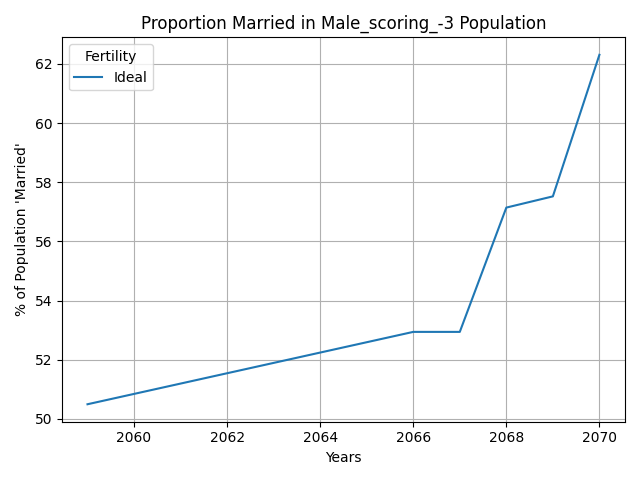 Proportion Married in Male_scoring_-3 Population
Fertility
Ideal
% of Population 'Married'
62
60
58
56
54
52
50
2060 2062 2064 2066 2068 2070
Years